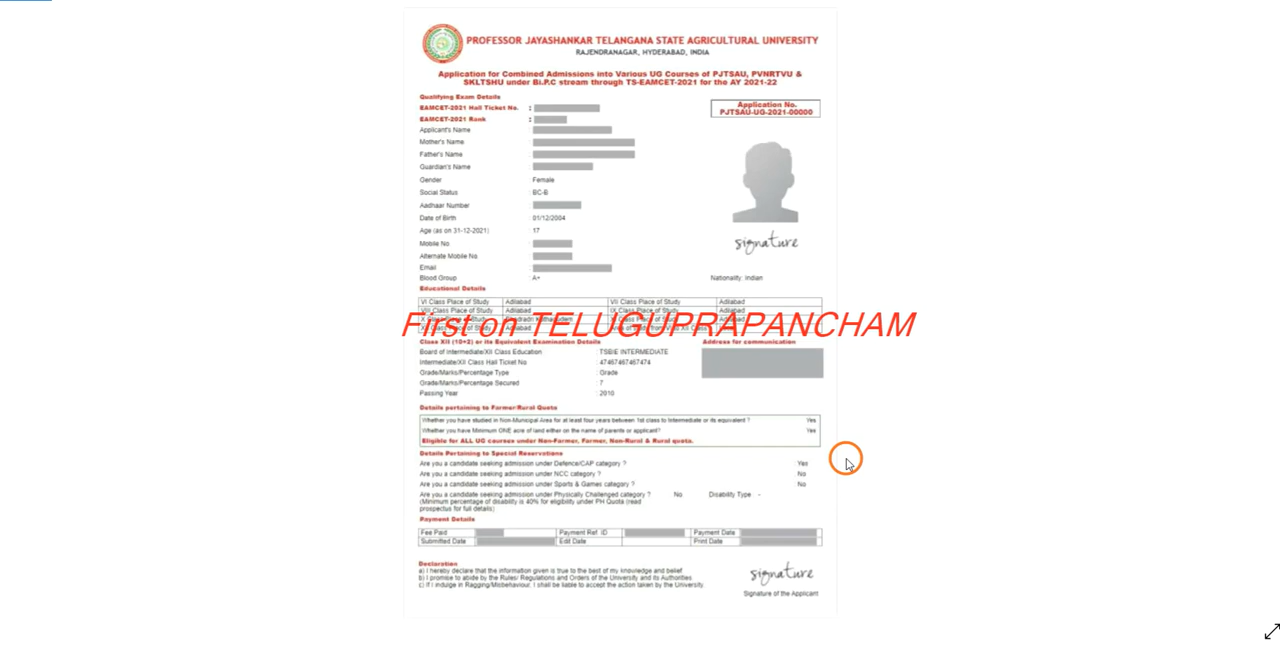 PROFESSOR JAYASHANKAR TELANGANA STATE AGRICULTURAL UNIVERSITY
RAJENDRANAGAR, HYDERABAD, INDIA
Application for Combined Admissions into Various UG Courses of PJTSAU, PVNRTVU &
SKLTSHU under Bi.P.C stream through TS-EAMCET-2021 for the AY 2021-22
Qualifying Exam Details
EAMCET-2021 Hall Ticket No. :
Application No.
PJTSAU-UG-2021-00000
EAMCET-2021 Rank :
Applicant's Name
Mother's Name
Father's Name
Guardian's Name
Gender : Female
Social Status : BC-B
Aadhaar Number
Date of Birth 01/12/2004
signature
Age (as on 31-12-2021) : 17
Mobile No
Alternate Mobile No
Email
Blood Group : A+ Nationality: Indian
Educational Details
VI Class Place of Study Adilabad VII Class Place of Study Adilabad
VIII Class Place of Study Adilabad IX Class Place of Study Adilabad
First on TELUGUPRAPANCHAM
Class XII (10+2) or its Equivalent Examination Details Address for communication
Board of Intermediate/XII Class Education : TSBIE INTERMEDIATE
Intermediate/XII Class Hall Ticket No : 47467467467474
Grade/Marks/Percentage Type : Grade
Grade/Marks/Percentage Secured : 7
Passing Year : 2010
Details pertaining to Farmer/Rural Quota
Whether you have studied in Non-Municipal Area for at least four years between 1st class to Intermediate or its equivalent ? Yes
Whether you have Minimum ONE acre of land either on the name of parents or applicant? Yes
Eligible for ALL UG courses under Non-Farmer, Farmer, Non-Rural & Rural quota.
Details Pertaining to Special Reservations
Are you a candidate seeking admission under Defence/CAP category ? Yes
Are you a candidate seeking admission under NCC category ? No
Are you a candidate seeking admission under Sports & Games category ? No
Are you a candidate seeking admission under Physically Challenged category ? No Disability Type -
(Minimum percentage of disability is 40% for eligibility under PH Quota (read
prospectus for full details)
Payment Details
Fee Paid Payment Ref ID Payment Date
Submitted Date Edit Date Print Date
Declaration
a) I hereby declare that the information given is true to the best of my knowledge and belief
b) I promise to abide by the Rules/ Regulations and Orders of the University and its Authorities
c) If I indulge in Ragging/Misbehaviour, I shall be liable to accept the action taken by the University
signature
Signature of the Applicant